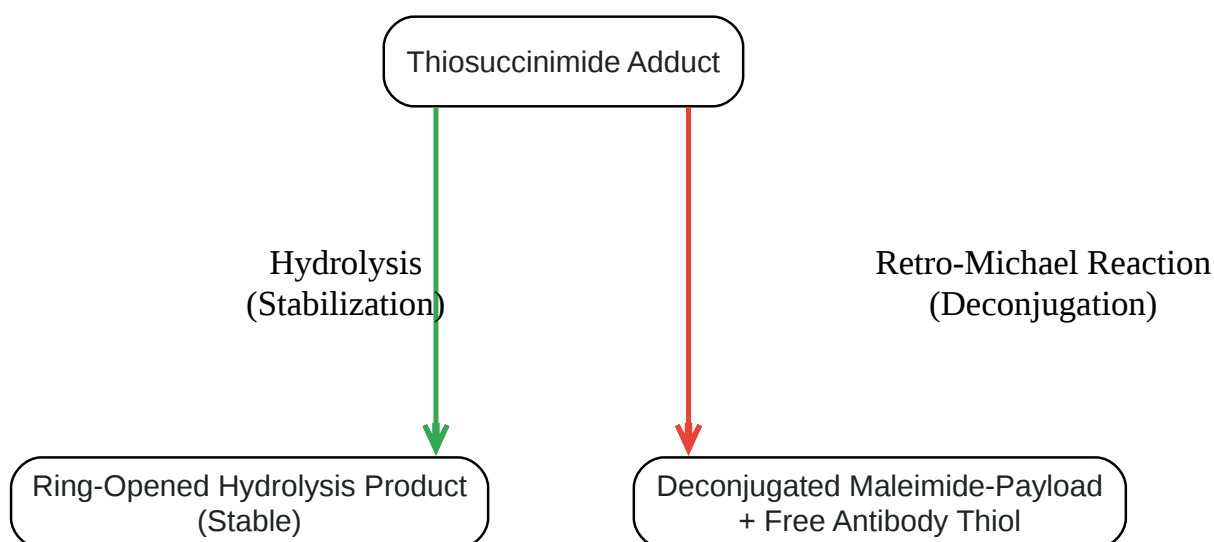 Thiosuccinimide Adduct
Hydrolysis
(Stabilization)
Retro-Michael Reaction
(Deconjugation)
Ring-Opened Hydrolysis Product
(Stable)
Deconjugated Maleimide-Payload
+ Free Antibody Thiol